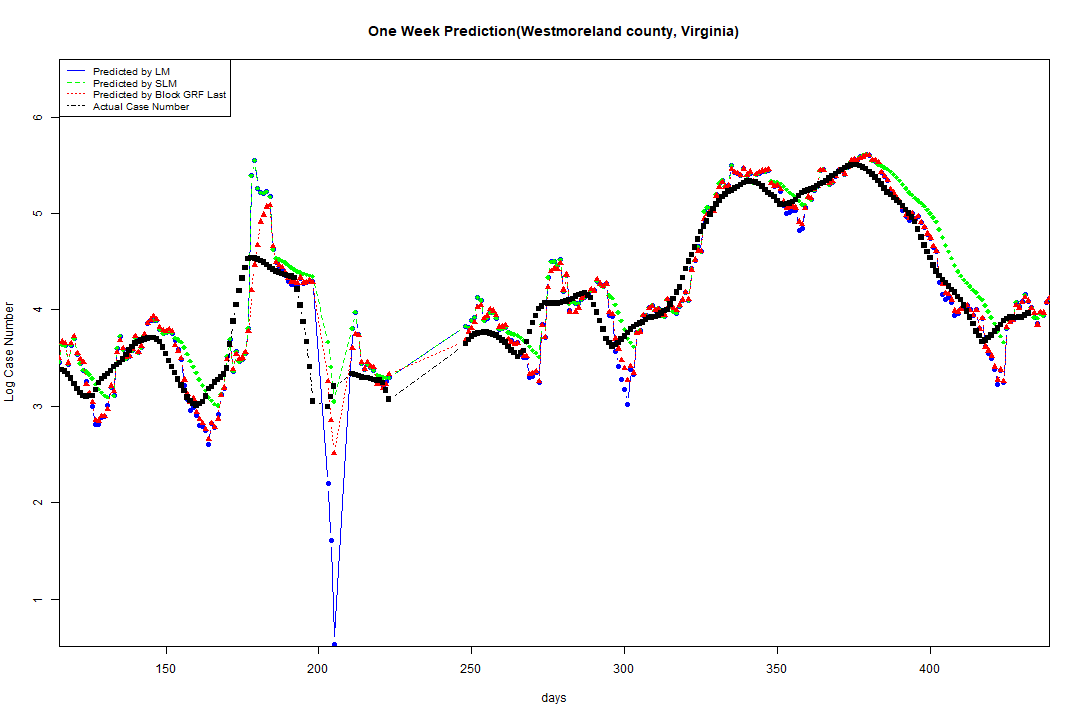 One Week Prediction(Westmoreland county, Virginia)
Predicted by LM
Predicted by SLM
Predicted by Block GRF Last
Actual Case Number
Log Case Number
6
5
4
3
2
1
150 200 250 300 350 400
days